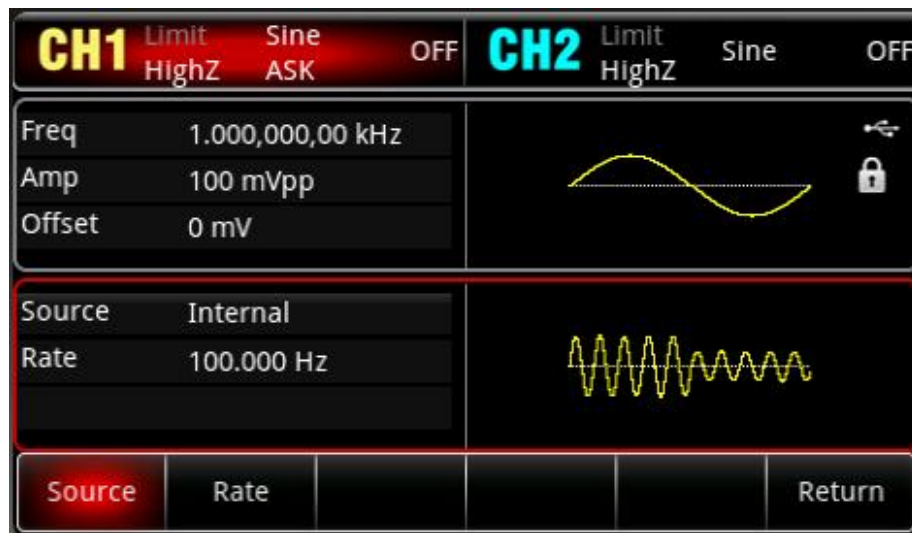 CH1 Limit Sine OFF CH2 Limit Sine OFF
HighZ ASK HighZ
Freq 1.000,000,00 kHz
Amp 100 mVpp
Offset 0 mV
Source Internal
Rate 100.000 Hz
Source Rate Return